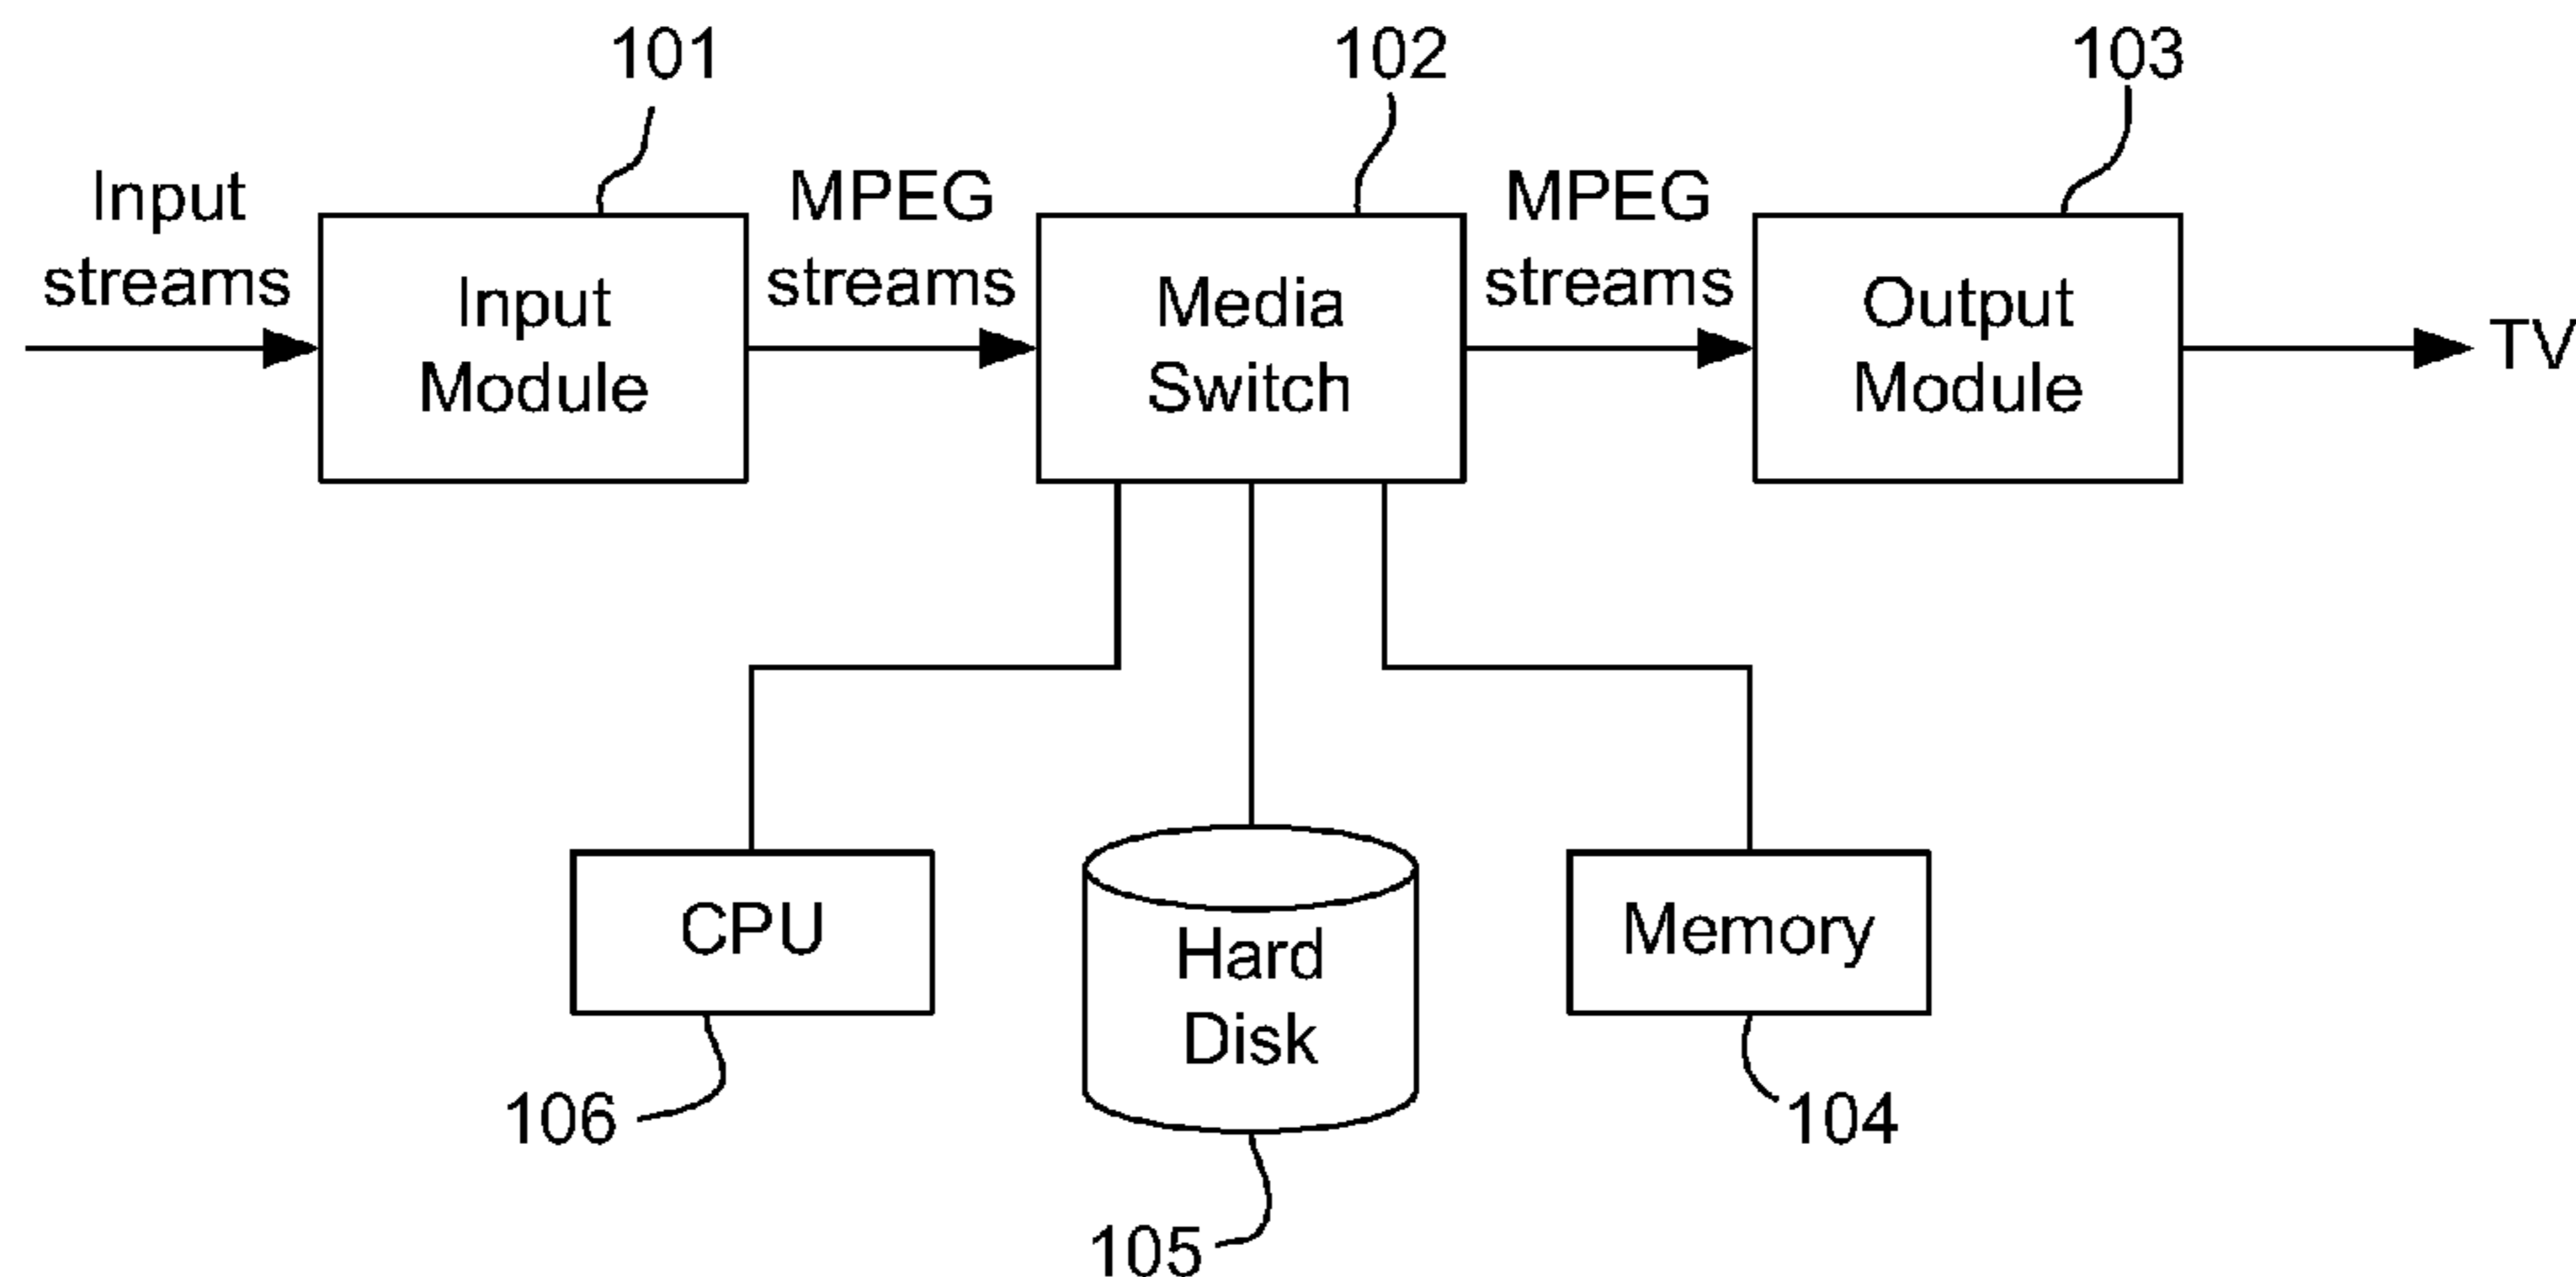 101
102
103
Input
streams
Input
Module
MPEG
streams
Media
Switch
MPEG
streams
Output
Module
TV
CPU
Hard
Disk
Memory
106
105
104